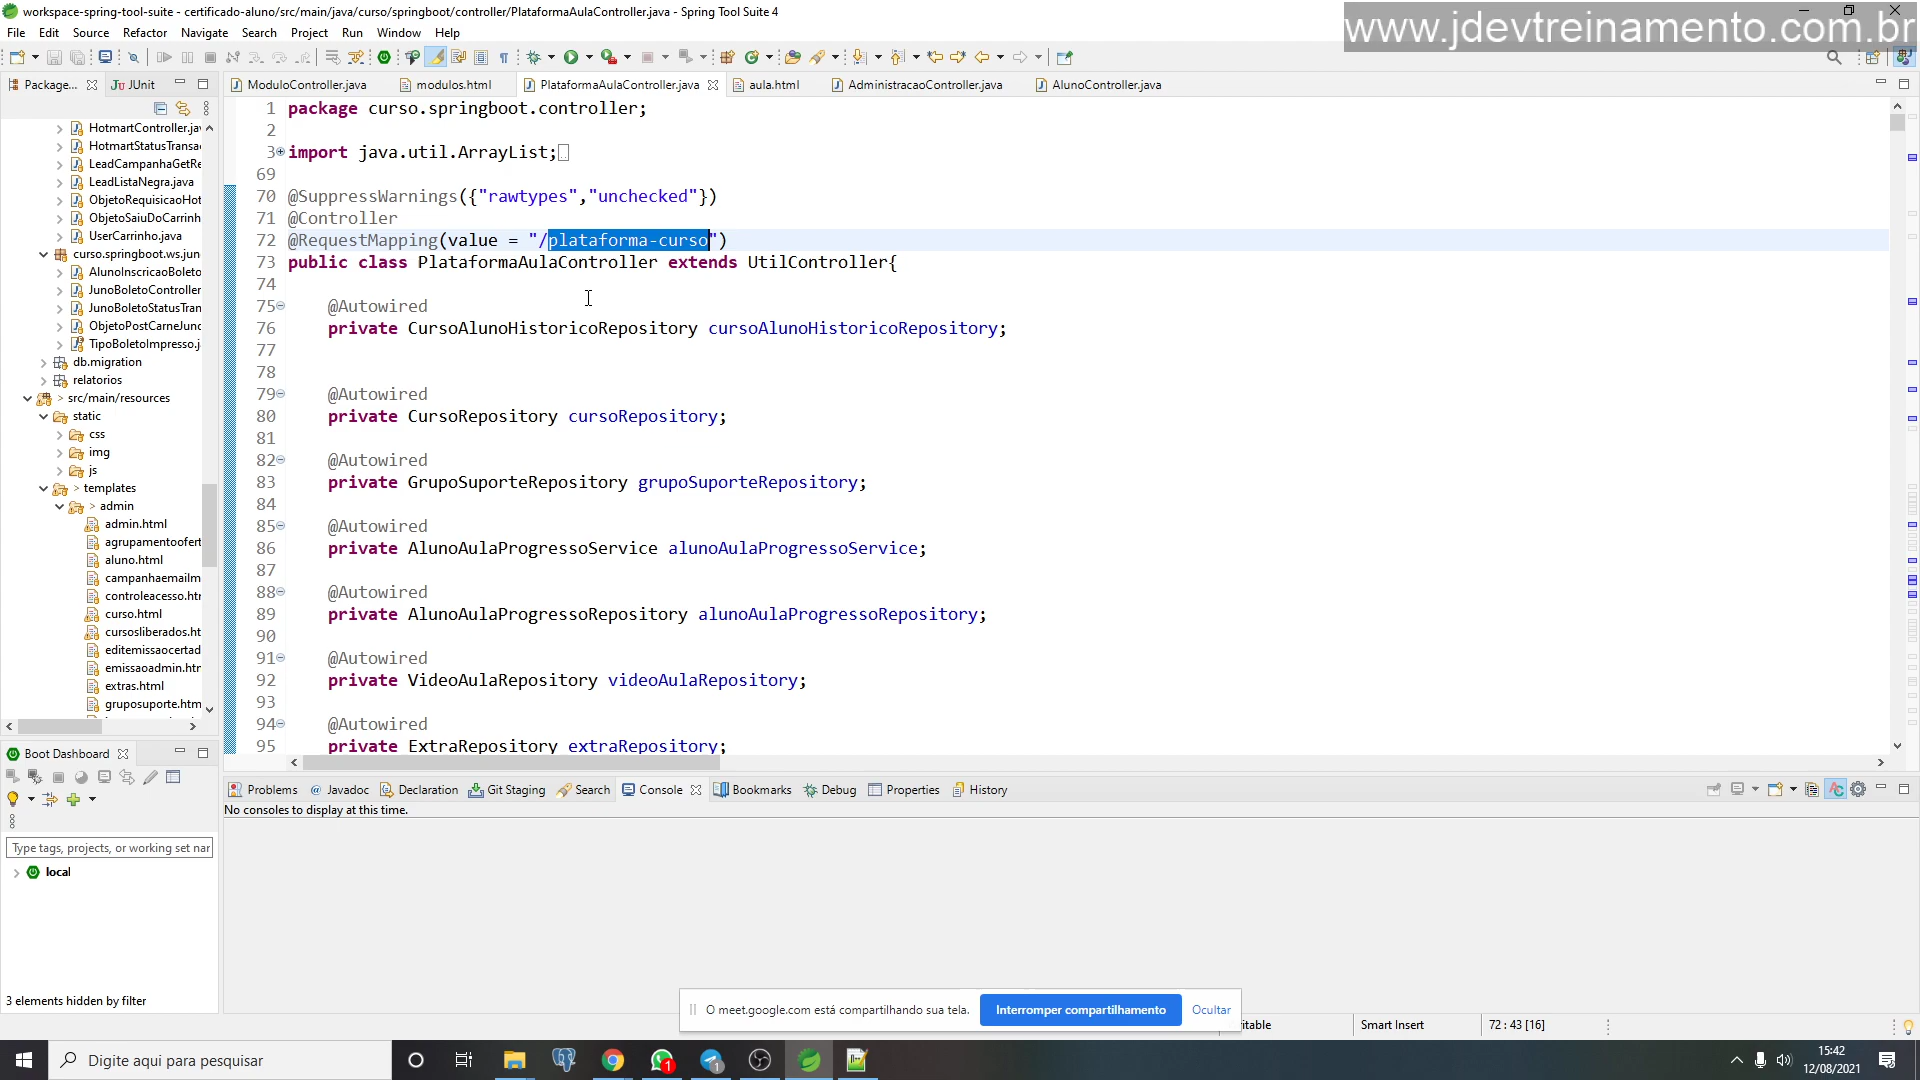 workspace-spring-tool-suite - certificado-aluno/src/main/java/curso/springboot/controller/PlataformaAulaController.java - Spring Tool Suite 4
www.jdevtreinamento.com.br
File Edit Source Refactor Navigate Search Project Run Window Help
Package... JUnit
ModuloController.java modulos.html PlataformaAulaController.java aula.html AdministracaoController.java AlunoController.java
HotmartController.jav
HotmartStatusTransa
LeadCampanhaGetRe
LeadListaNegra.java
ObjetoRequisicaoHot
ObjetoSaiuDoCarrinh
UserCarrinho.java
curso.springboot.ws.jun
AlunoInscricaoBoleto
JunoBoletoController
JunoBoletoStatusTran
ObjetoPostCarneJunc
TipoBoletoImpresso.j
db.migration
relatorios
> src/main/resources
static
css
img
js
> templates
> admin
admin.html
agrupamentoofert
aluno.html
campanhaemailm
controleacesso.htr
curso.html
cursosliberados.ht
editemissaocertad
emissaoadmin.htr
extras.html
gruposuporte.htm
1 package curso.springboot.controller;
2
3 import java.util.ArrayList;
69
70 @SuppressWarnings({"rawtypes","unchecked"})
71 @Controller
72 @RequestMapping(value = "/plataforma-curso")
73 public class PlataformaAulaController extends UtilController{
74
75 @Autowired
76 private CursoAlunoHistoricoRepository cursoAlunoHistoricoRepository;
77
78
79 @Autowired
80 private CursoRepository cursoRepository;
81
82 @Autowired
83 private GrupoSuporteRepository grupoSuporteRepository;
84
85 @Autowired
86 private AlunoAulaProgressoService alunoAulaProgressoService;
87
88 @Autowired
89 private AlunoAulaProgressoRepository alunoAulaProgressoRepository;
90
91 @Autowired
92 private VideoAulaRepository videoAulaRepository;
93
94 @Autowired
95 private ExtraRepository extraRepository;
Boot Dashboard
Type tags, projects, or working set nar
local
3 elements hidden by filter
Problems Javadoc Declaration Git Staging Search Console Bookmarks Debug Properties History
No consoles to display at this time.
O meet.google.com está compartilhando sua tela. Interromper compartilhamento Ocultar
itable Smart Insert 72 : 43 [16]
Digite aqui para pesquisar
1
1
15:42
12/08/2021